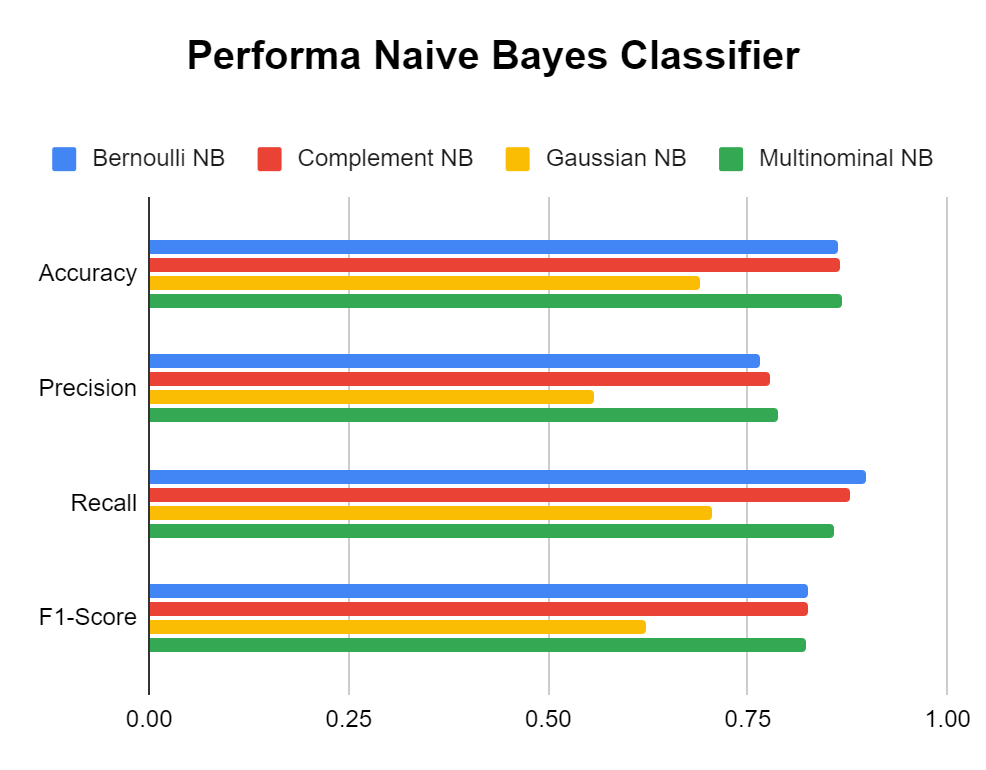 Performa Naive Bayes Classifier
Bernoulli NB Complement NB Gaussian NB Multinominal NB
Accuracy
Precision
Recall
F1-Score
0.00 0.25 0.50 0.75 1.00